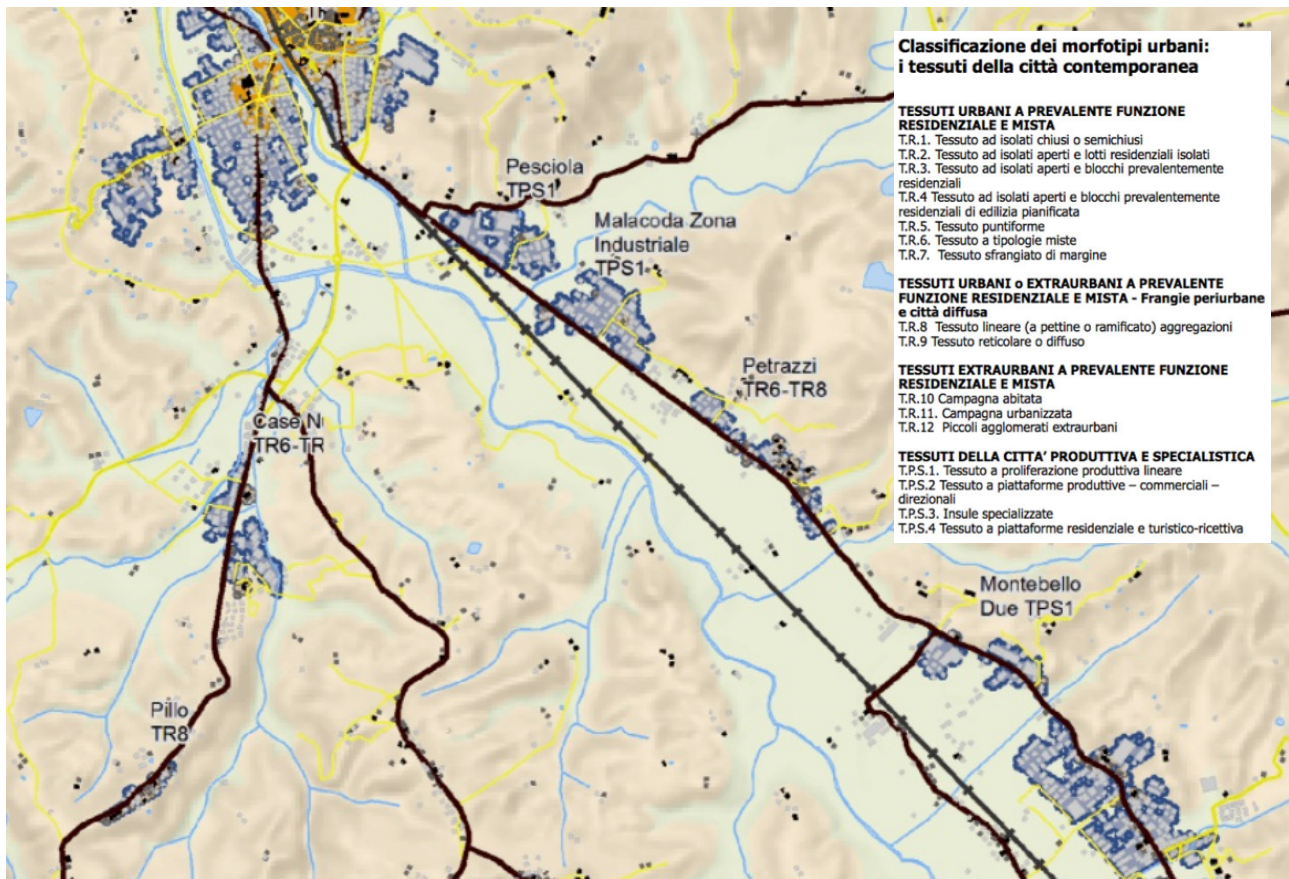 Pesciola
TPS1
Malacoda Zona
Industriale
TPS1
Petrazzi
TR6-TR8
Case N
TR6-TR
Montebello
Due TPS1
Pillo
TR8
Classificazione dei morfotipi urbani:
i tessuti della città contemporanea
TESSUTI URBANI A PREVALENTE FUNZIONE
RESIDENZIALE E MISTA
T.R.1. Tessuto ad isolati chiusi o semichiusi
T.R.2. Tessuto ad isolati aperti e lotti residenziali isolati
T.R.3. Tessuto ad isolati aperti e blocchi prevalentemente
residenziali
T.R.4 Tessuto ad isolati aperti e blocchi prevalentemente
residenziali di edilizia pianificata
T.R.5. Tessuto puntiforme
T.R.6. Tessuto a tipologie miste
T.R.7. Tessuto sfrangiato di margine
TESSUTI URBANI o EXTRAURBANI A PREVALENTE
FUNZIONE RESIDENZIALE E MISTA - Frangie periurbane
e città diffusa
T.R.8 Tessuto lineare (a pettine o ramificato) aggregazioni
T.R.9 Tessuto reticolare o diffuso
TESSUTI EXTRAURBANI A PREVALENTE FUNZIONE
RESIDENZIALE E MISTA
T.R.10 Campagna abitata
T.R.11. Campagna urbanizzata
T.R.12 Piccoli agglomerati extraurbani
TESSUTI DELLA CITTA' PRODUTTIVA E SPECIALISTICA
T.P.S.1. Tessuto a proliferazione produttiva lineare
T.P.S.2 Tessuto a piattaforme produttive – commerciali –
direzionali
T.P.S.3. Insule specializzate
T.P.S.4 Tessuto a piattaforme residenziale e turistico-ricettiva